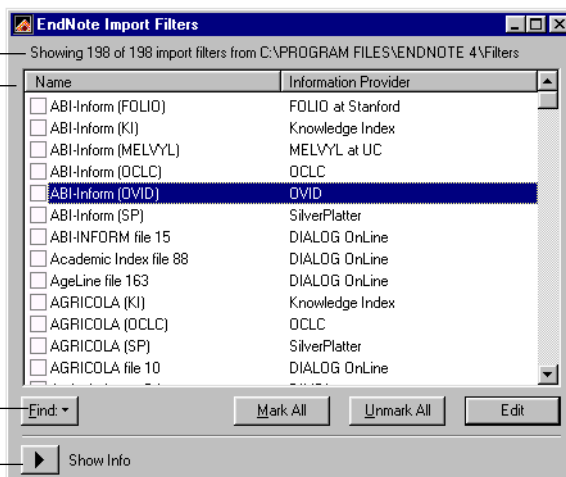 EndNote Import Filters
Showing 198 of 198 import filters from C:\PROGRAM FILES\ENDNOTE 4\Filters
Name Information Provider
ABI-Inform (FOLIO) FOLIO at Stanford
ABI-Inform (KI) Knowledge Index
ABI-Inform (MELVYL) MELVYL at UC
ABI-Inform (OCLC) OCLC
ABI-Inform (OVID) OVID
ABI-Inform (SP) SilverPlatter
ABI-INFORM file 15 DIALOG OnLine
Academic Index file 88 DIALOG OnLine
AgeLine file 163 DIALOG OnLine
AGRICOLA (KI) Knowledge Index
AGRICOLA (OCLC) OCLC
AGRICOLA (SP) SilverPlatter
AGRICOLA file 10 DIALOG OnLine
Find: Mark All Unmark All Edit
Show Info